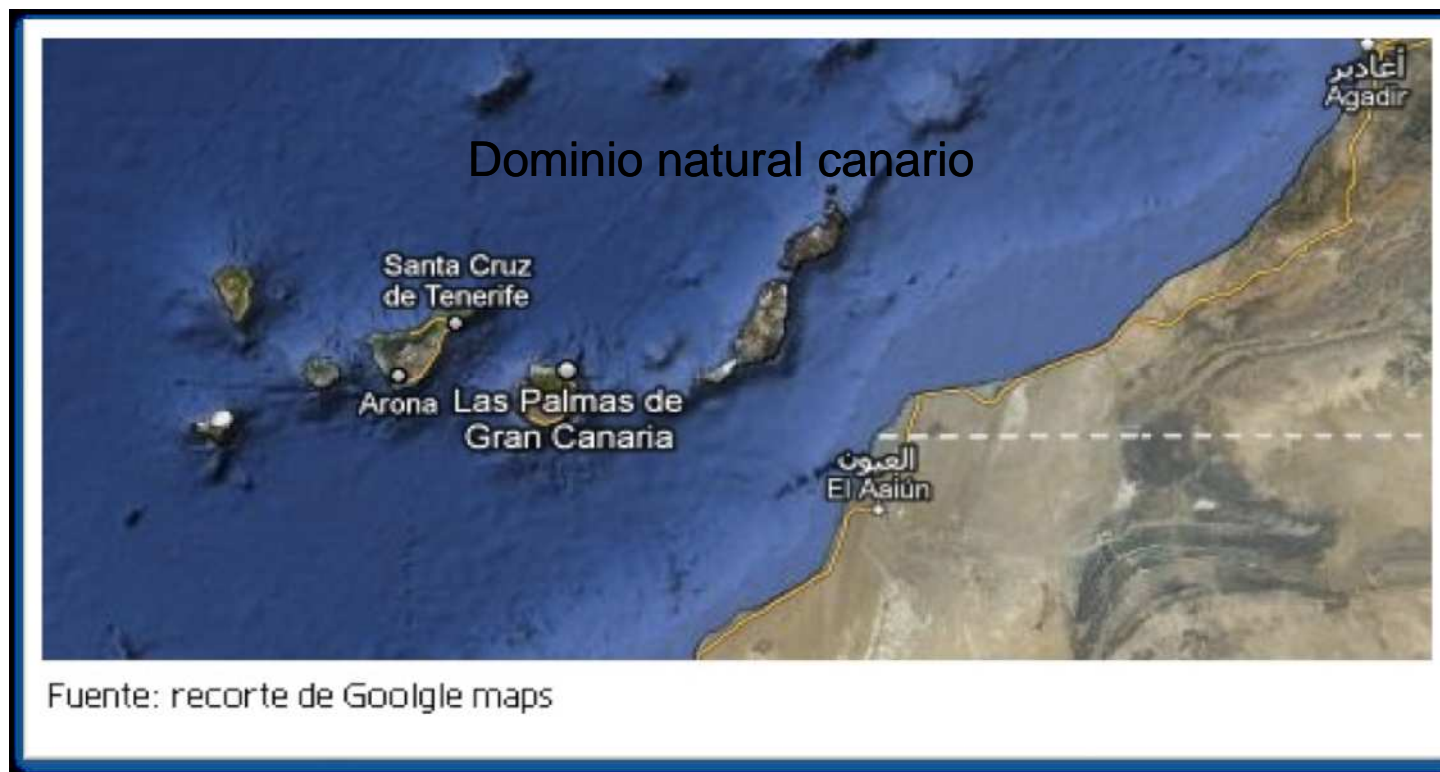 أغادير
Agadir
Dominio natural canario
Santa Cruz
de Tenerife
Arona
Las Palmas de
Gran Canaria
العيون
El Aaiún
Fuente: recorte de Goolgle maps